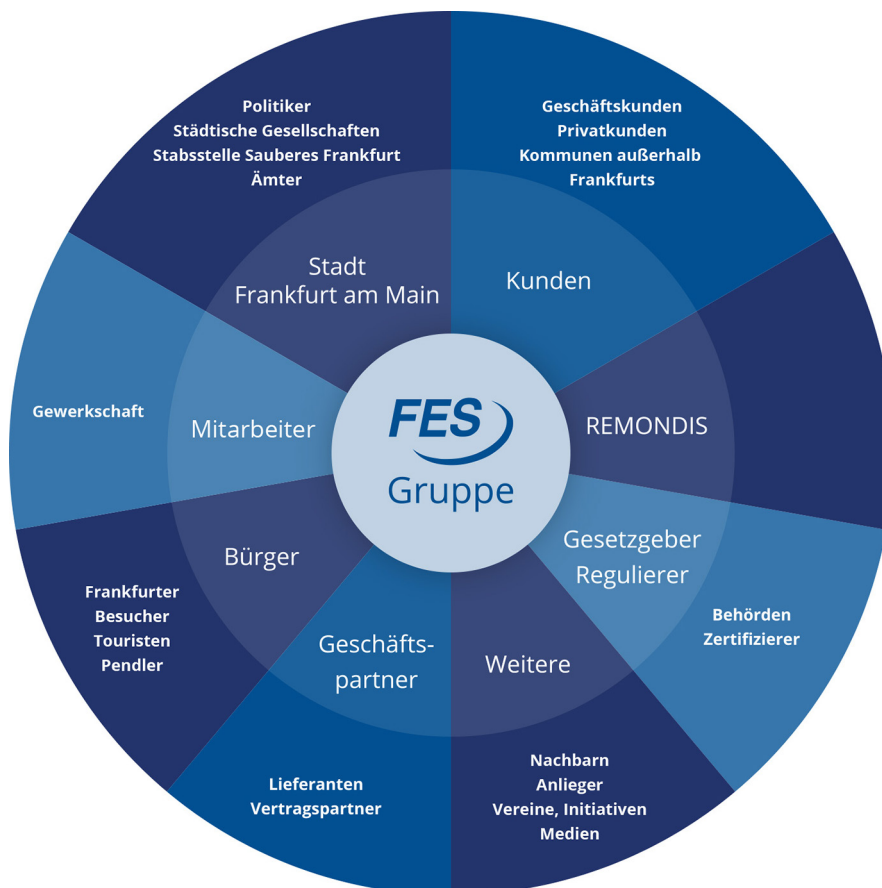 Politiker
Städtische Gesellschaften
Stabsstelle Sauberes Frankfurt
Ämter
Geschäftskunden
Privatkunden
Kommunen außerhalb
Frankfurts
Stadt
Frankfurt am Main
Kunden
Gewerkschaft
Mitarbeiter
FES
Gruppe
REMONDIS
Bürger
Gesetzgeber
Regulierer
Frankfurter
Besucher
Touristen
Pendler
Behörden
Zertifizierer
Geschäfts-
partner
Weitere
Lieferanten
Vertragspartner
Nachbarn
Anlieger
Vereine, Initiativen
Medien